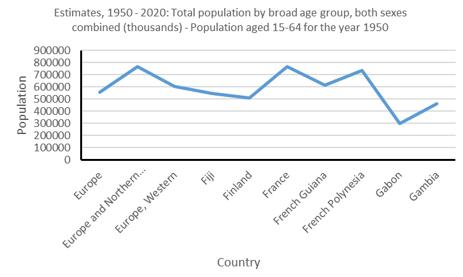 Estimates, 1950 - 2020: Total population by broad age group, both sexes
combined (thousands) - Population aged 15-64 for the year 1950
Population
900000
800000
700000
600000
500000
400000
300000
200000
100000
0
Europe
Europe and Northern...
Europe, Western
Fiji
Finland
France
French Guiana
French Polynesia
Gabon
Gambia
Country